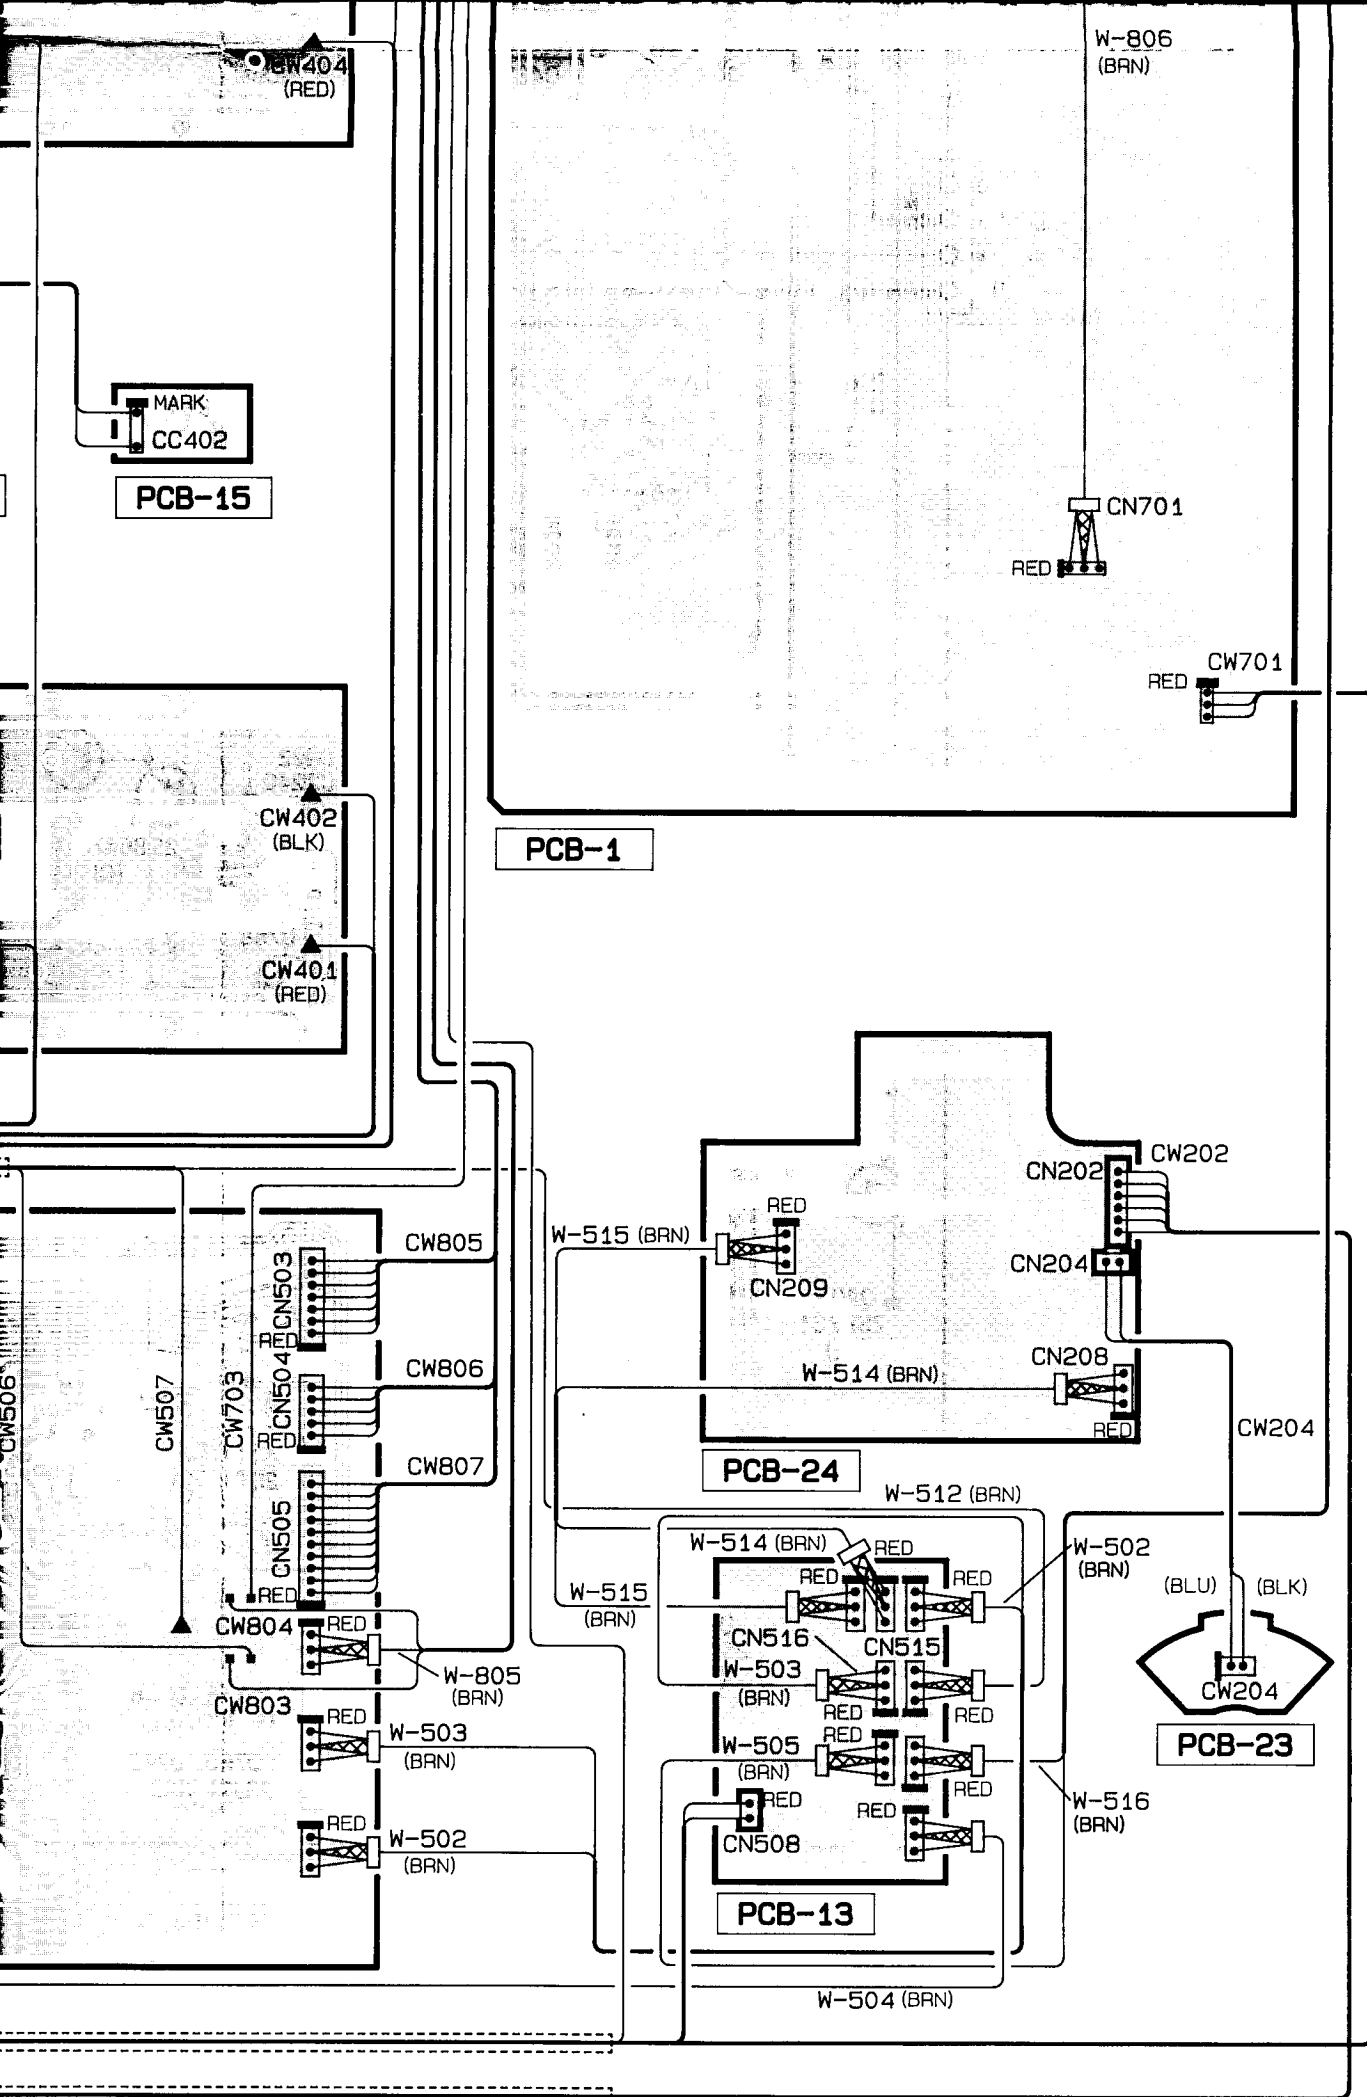 W-806
(BRN)
CW404
(RED)
MARK
CC402
PCB-15
CN701
RED
CW701
RED
CW402
(BLK)
PCB-1
CW401
(RED)
CN202
CW202
RED
W-515 (BRN)
CN209
CN204
CW805
CN503
RED
CW806
CN504
RED
CW807
CN505
RED
CW506
CW507
CW703
W-514 (BRN)
CN208
RED
CW204
PCB-24
W-512 (BRN)
W-514 (BRN)
RED
W-502
(BRN)
RED
RED
W-515
(BRN)
(BLU)
(BLK)
CW804
RED
CN516
CN515
W-805
(BRN)
W-503
(BRN)
RED
RED
CW204
CW803
RED
W-503
(BRN)
RED
W-505
(BRN)
RED
PCB-23
RED
CN508
RED
W-516
(BRN)
RED
W-502
(BRN)
PCB-13
W-504 (BRN)